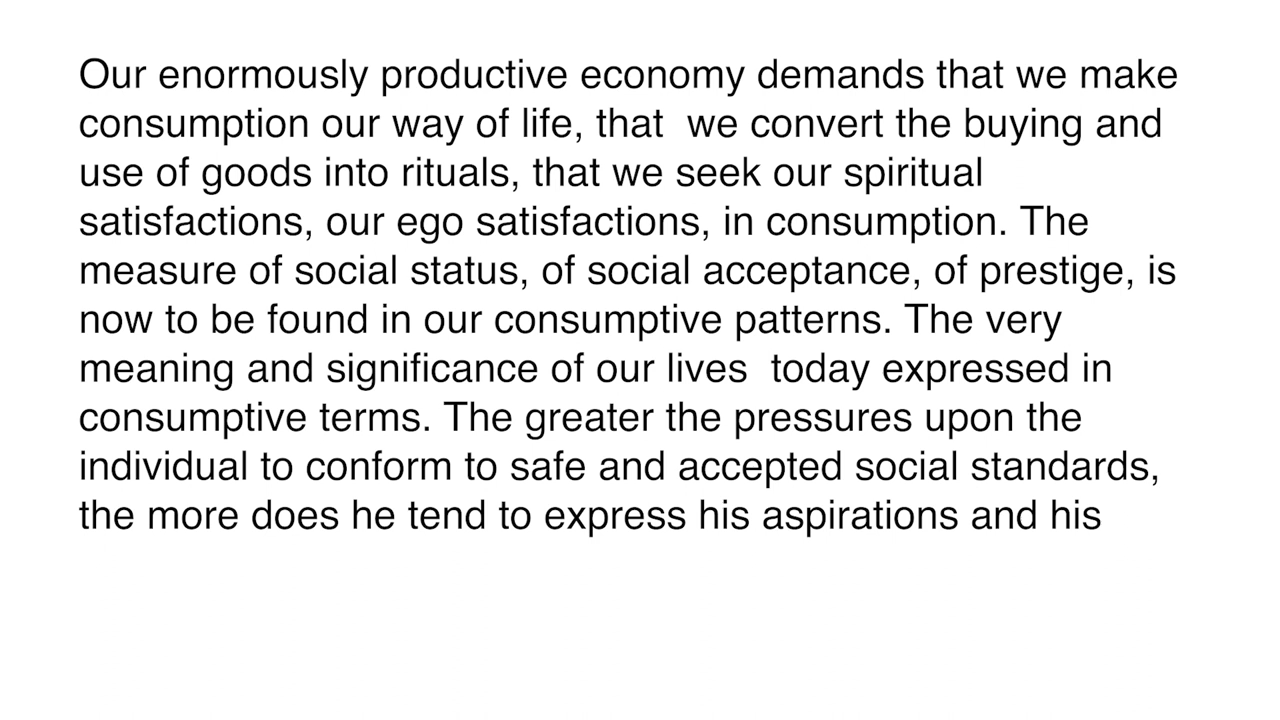 Our enormously productive economy demands that we make
consumption our way of life, that  we convert the buying and
use of goods into rituals, that we seek our spiritual
satisfactions, our ego satisfactions, in consumption. The
measure of social status, of social acceptance, of prestige, is
now to be found in our consumptive patterns. The very
meaning and significance of our lives  today expressed in
consumptive terms. The greater the pressures upon the
individual to conform to safe and accepted social standards,
the more does he tend to express his aspirations and his